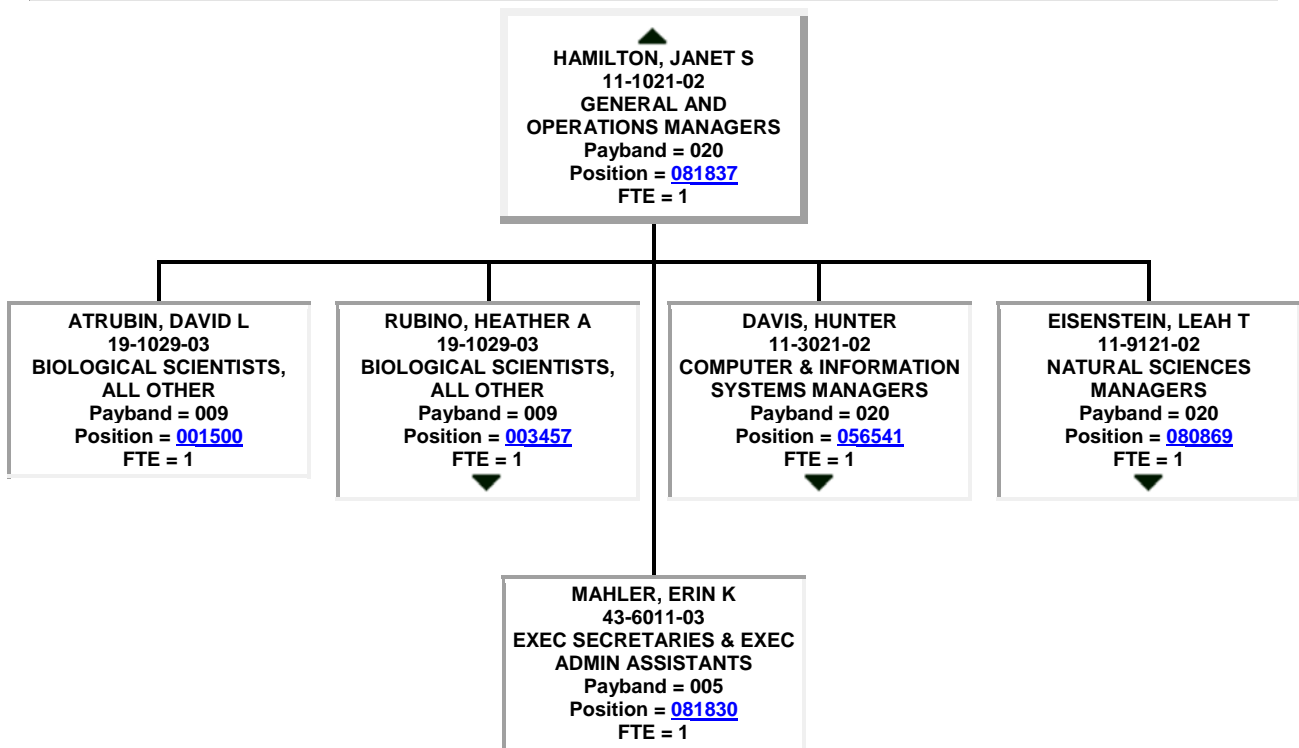 HAMILTON, JANET S
11-1021-02
GENERAL AND
OPERATIONS MANAGERS
Payband = 020
Position = 081837
FTE = 1
ATRUBIN, DAVID L
19-1029-03
BIOLOGICAL SCIENTISTS,
ALL OTHER
Payband = 009
Position = 001500
FTE = 1
RUBINO, HEATHER A
19-1029-03
BIOLOGICAL SCIENTISTS,
ALL OTHER
Payband = 009
Position = 003457
FTE = 1
DAVIS, HUNTER
11-3021-02
COMPUTER & INFORMATION
SYSTEMS MANAGERS
Payband = 020
Position = 056541
FTE = 1
EISENSTEIN, LEAH T
11-9121-02
NATURAL SCIENCES
MANAGERS
Payband = 020
Position = 080869
FTE = 1
MAHLER, ERIN K
43-6011-03
EXEC SECRETARIES & EXEC
ADMIN ASSISTANTS
Payband = 005
Position = 081830
FTE = 1